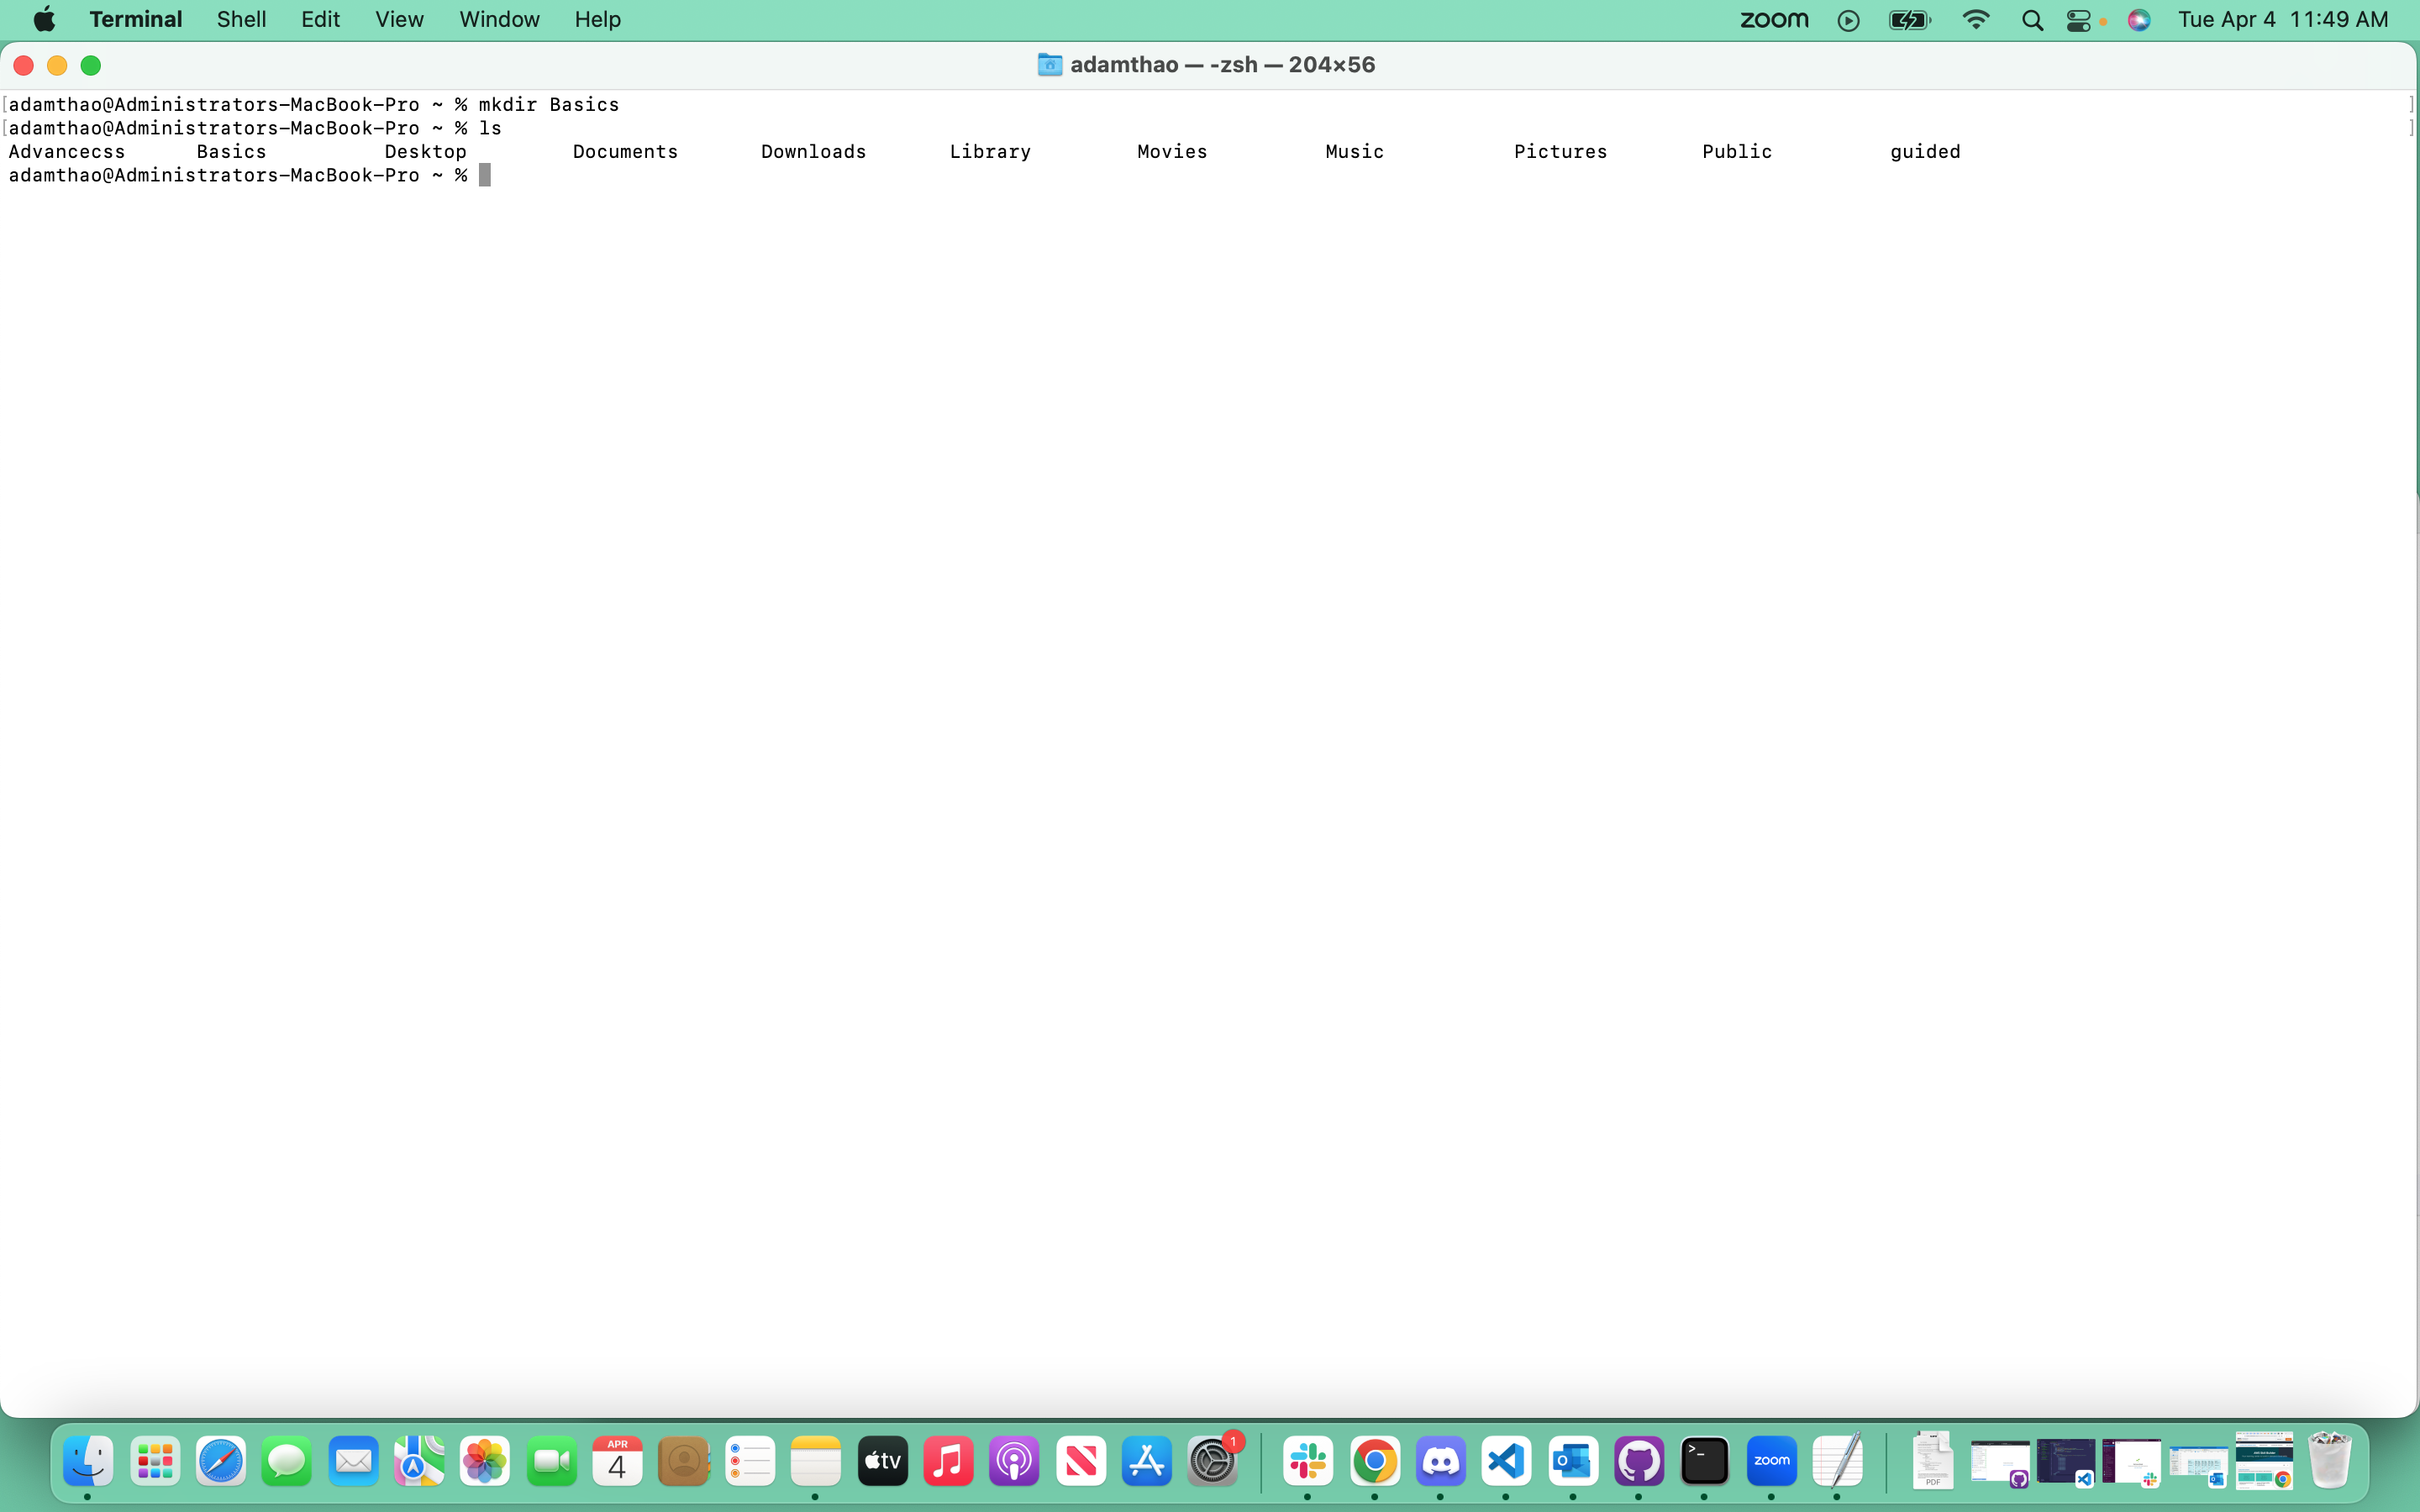 Terminal Shell Edit View Window Help zoom Tue Apr 4 11:49 AM
adamthao — -zsh — 204×56
[adamthao@Administrators-MacBook-Pro ~ % mkdir Basics ]
[adamthao@Administrators-MacBook-Pro ~ % ls ]
Advancecss Basics Desktop Documents Downloads Library Movies Music Pictures Public guided
adamthao@Administrators-MacBook-Pro ~ %
APR
4
tv
1
>_
zoom
PDF